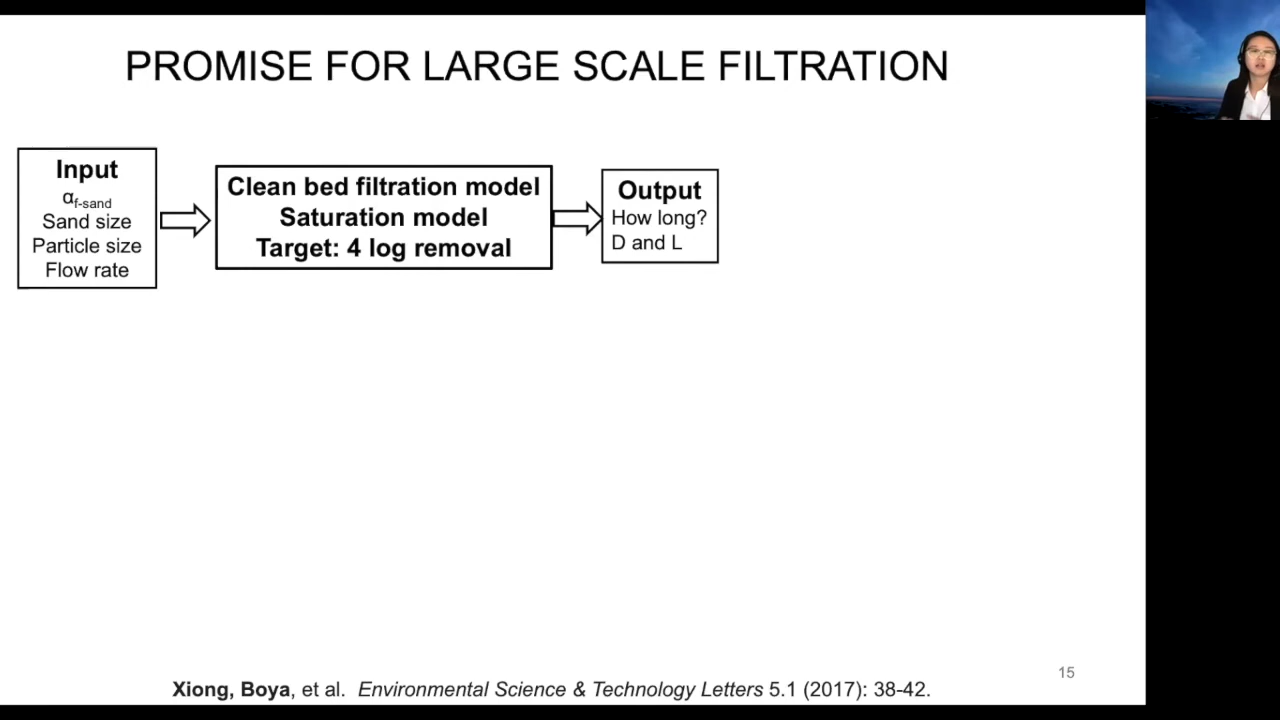 PROMISE FOR LARGE SCALE FILTRATION
Input
αf-sand
Sand size
Particle size
Flow rate
Clean bed filtration model
Saturation model
Target: 4 log removal
Output
How long?
D and L
15
Xiong, Boya, et al. Environmental Science & Technology Letters 5.1 (2017): 38-42.